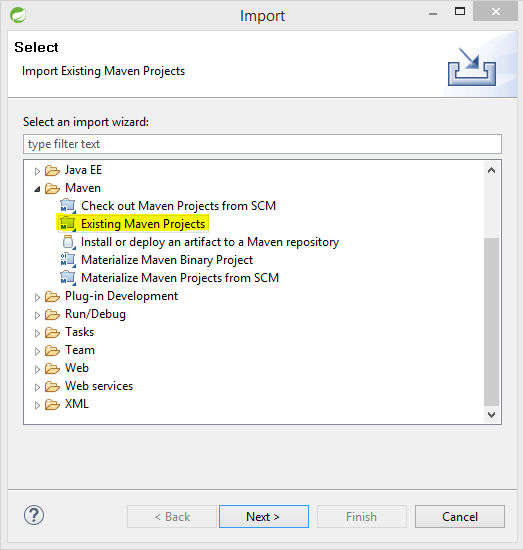 Import
Select
Import Existing Maven Projects
Select an import wizard:
type filter text
Java EE
Maven
Check out Maven Projects from SCM
Existing Maven Projects
Install or deploy an artifact to a Maven repository
Materialize Maven Binary Project
Materialize Maven Projects from SCM
Plug-in Development
Run/Debug
Tasks
Team
Web
Web services
XML
? < Back Next > Finish Cancel